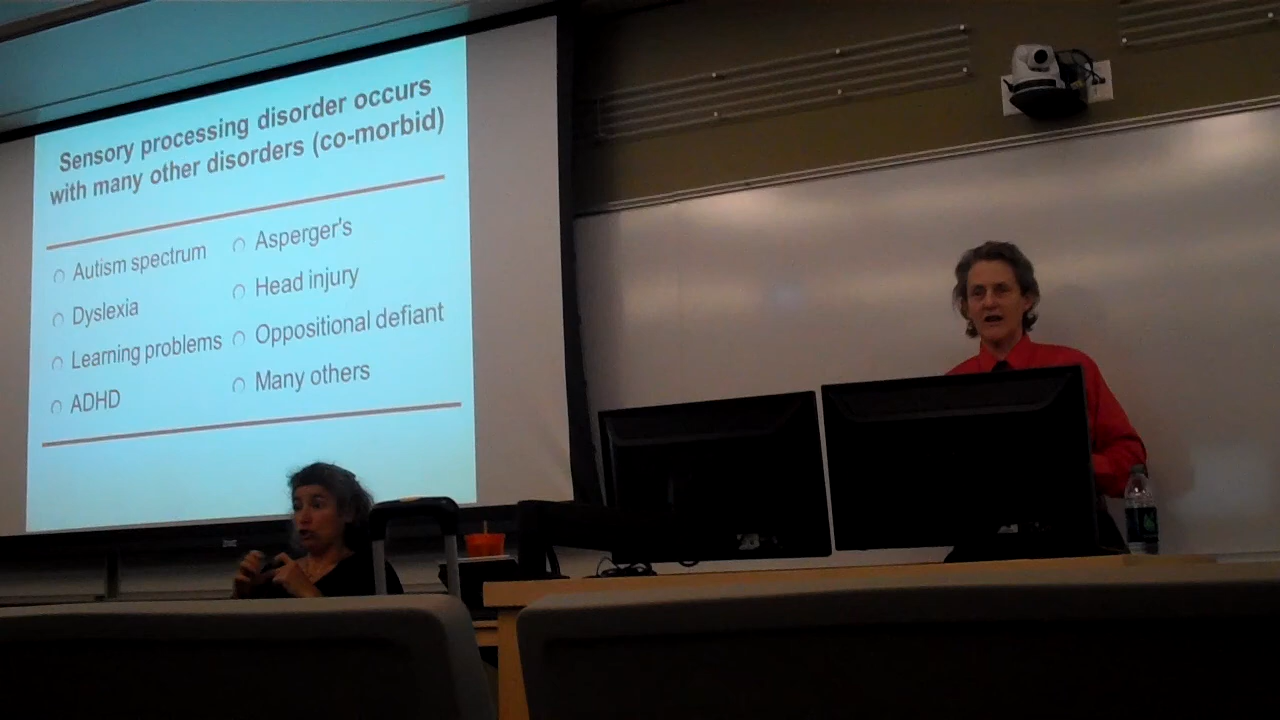 Sensory processing disorder occurs
with many other disorders (co-morbid)
Autism spectrum
Dyslexia
Learning problems
ADHD
Asperger's
Head injury
Oppositional defiant
Many others